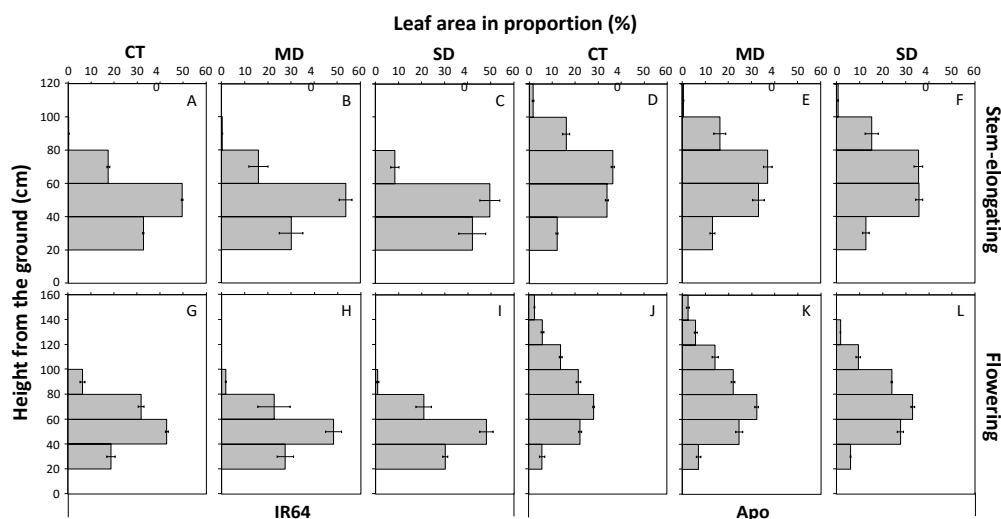 Leaf area in proportion (%)
CT MD SD CT MD SD
0 10 20 30 40 50 60 0 10 20 30 40 50 60 0 10 20 30 40 50 60 0 10 20 30 40 50 60 0 10 20 30 40 50 60 0 10 20 30 40 50 60
120
100
80
60
40
20
0
A B C D E F
Stem-elongating
160
140
120
100
80
60
40
20
0
G H I J K L
Flowering
Height from the ground (cm)
IR64 Apo